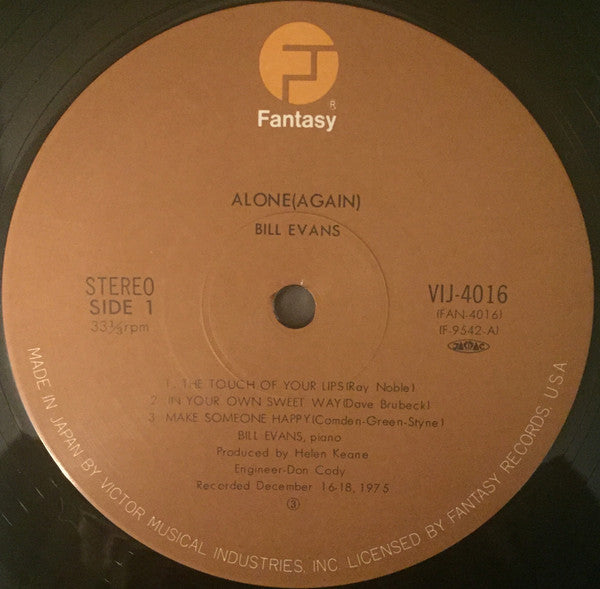 ®
Fantasy
ALONE(AGAIN)
BILL EVANS
STEREO
SIDE 1
33⅓rpm
VIJ-4016
(FAN-4016)
(F-9542-A)
JASRAC
1. THE TOUCH OF YOUR LIPS(Ray Noble)
2. IN YOUR OWN SWEET WAY(Dave Brubeck)
3. MAKE SOMEONE HAPPY(Comden-Green-Styne)
BILL EVANS, piano
Produced by Helen Keane
Engineer-Don Cody
Recorded December 16-18, 1975
③
MADE IN JAPAN BY VICTOR MUSICAL INDUSTRIES, INC. LICENSED BY FANTASY RECORDS, U.S.A.